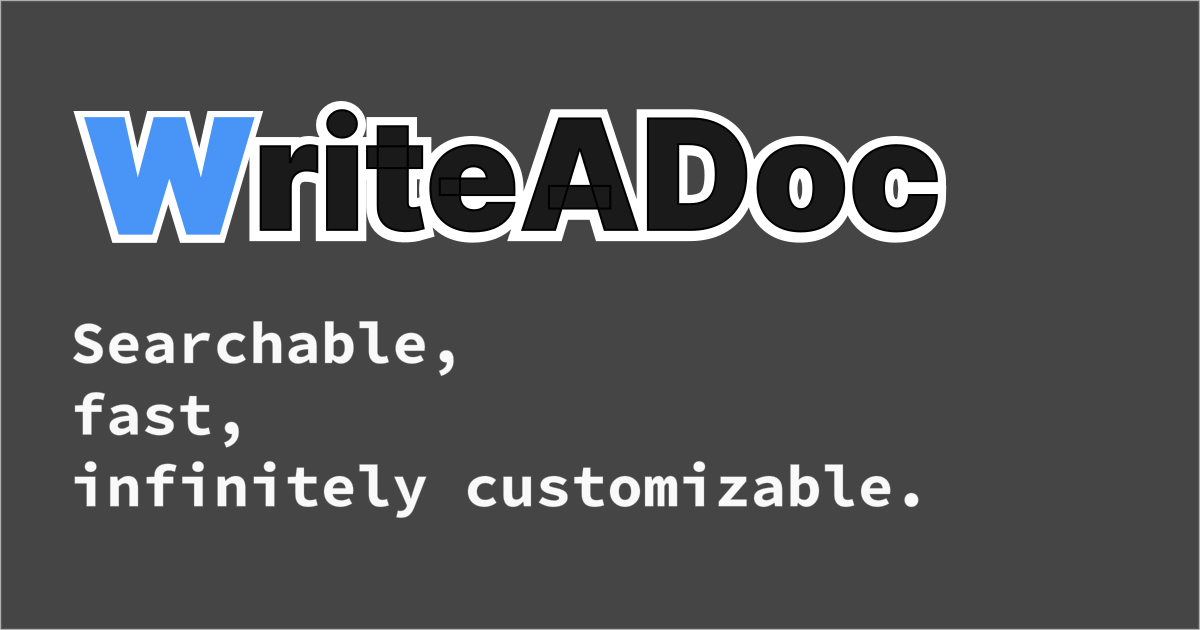 WriteADoc
Searchable,
fast,
infinitely customizable.